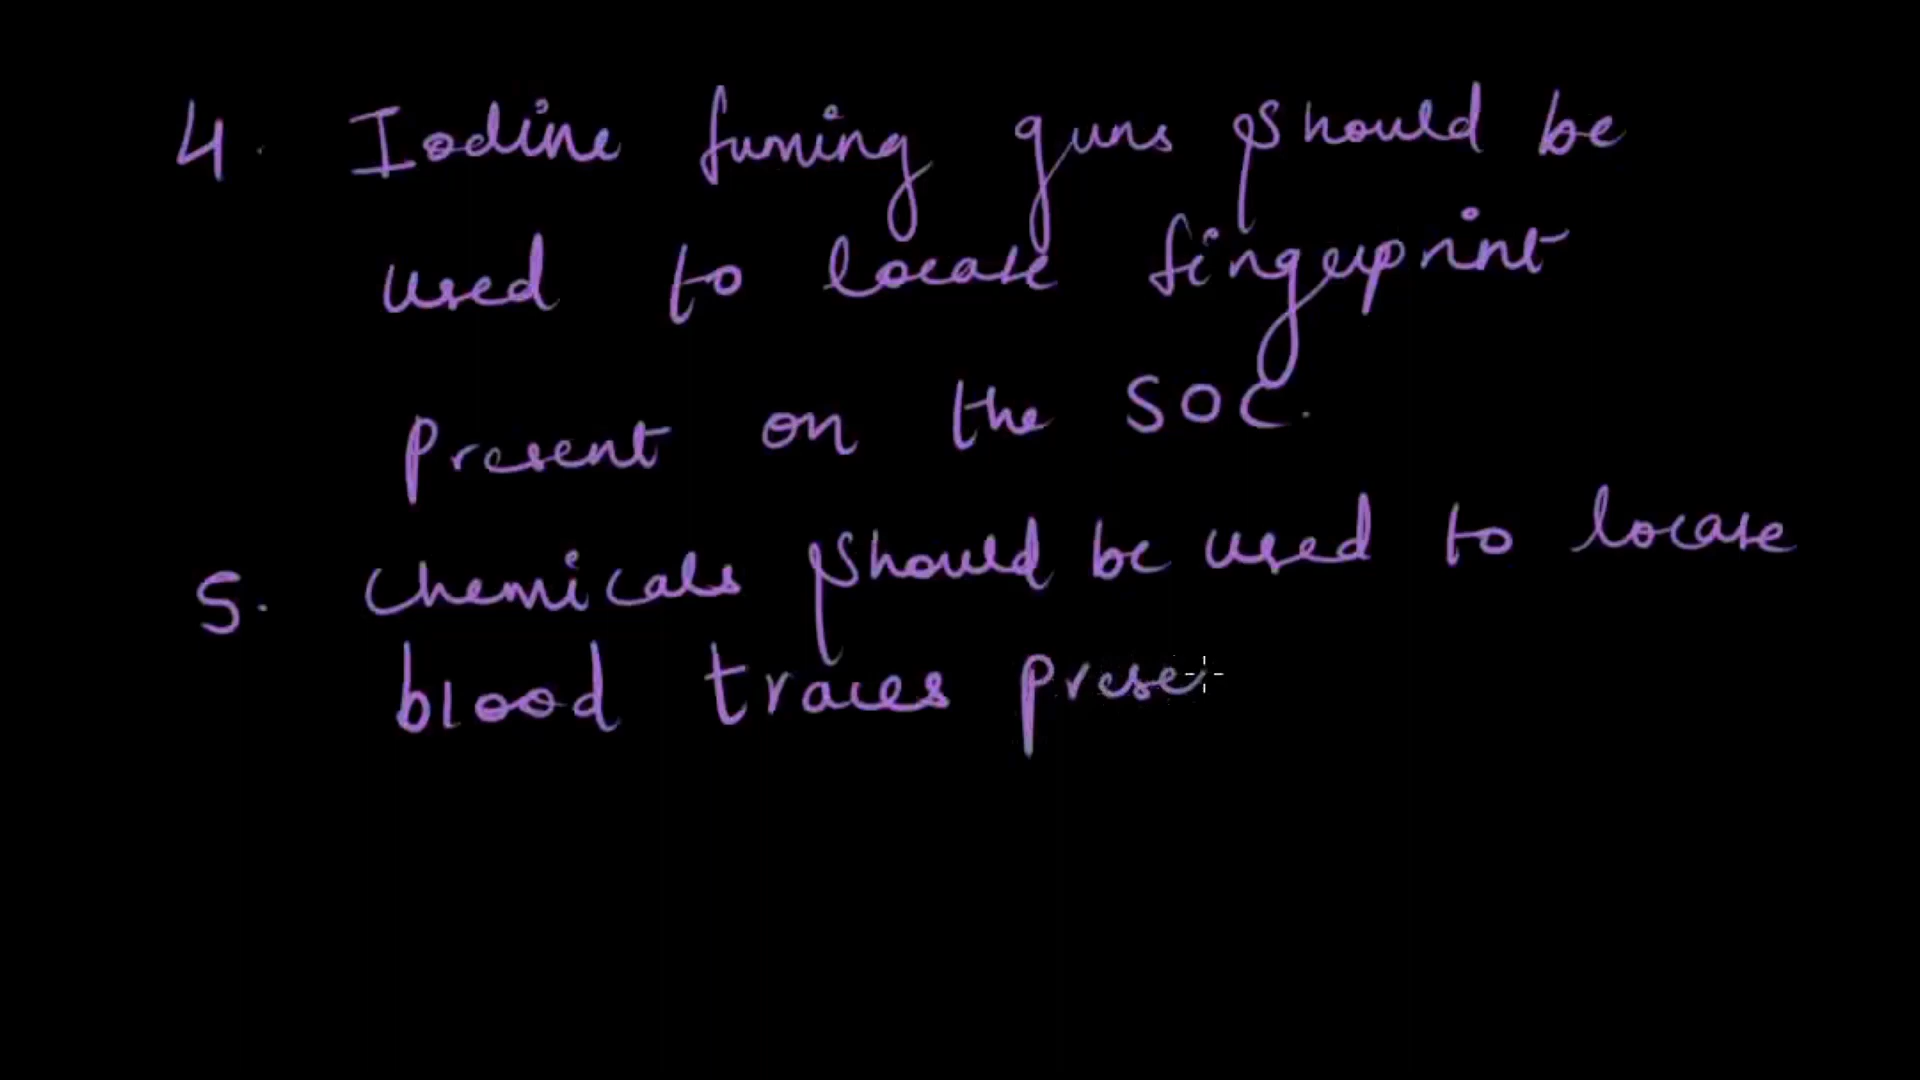 4. Iodine fuming guns should be
used to locate fingerprint
present on the SOC.
5. Chemicals should be used to locate
blood traces prese